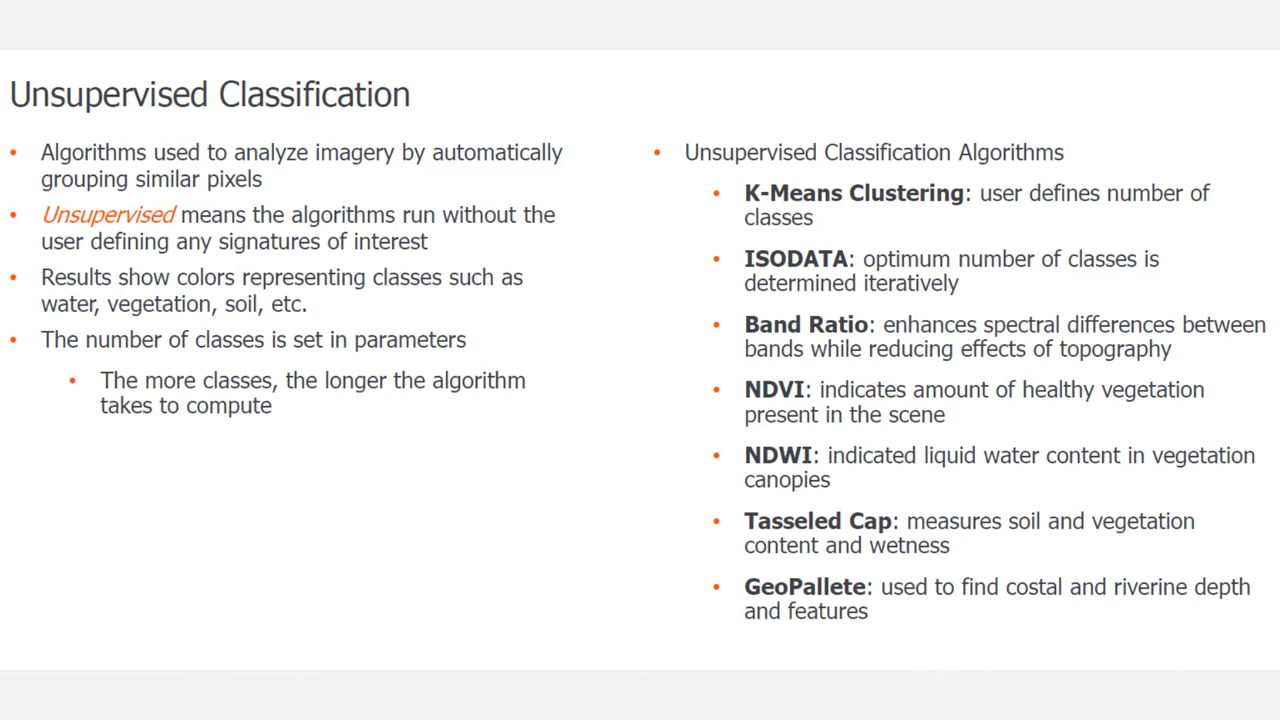 Unsupervised Classification
• Algorithms used to analyze imagery by automatically
grouping similar pixels
• Unsupervised means the algorithms run without the
user defining any signatures of interest
• Results show colors representing classes such as
water, vegetation, soil, etc.
• The number of classes is set in parameters
• The more classes, the longer the algorithm
takes to compute
• Unsupervised Classification Algorithms
• K-Means Clustering: user defines number of
classes
• ISODATA: optimum number of classes is
determined iteratively
• Band Ratio: enhances spectral differences between
bands while reducing effects of topography
• NDVI: indicates amount of healthy vegetation
present in the scene
• NDWI: indicated liquid water content in vegetation
canopies
• Tasseled Cap: measures soil and vegetation
content and wetness
• GeoPallete: used to find costal and riverine depth
and features